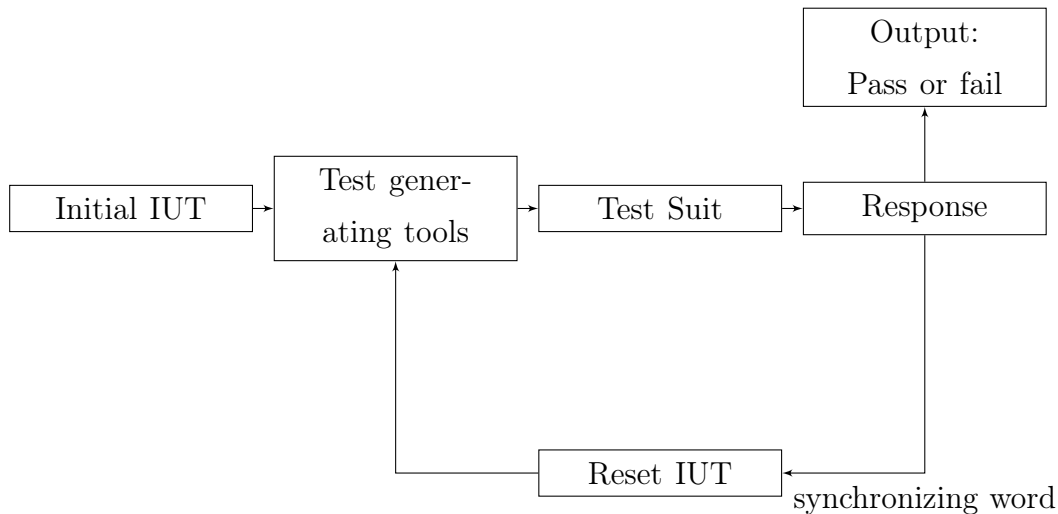 Output:
Pass or fail
Initial IUT
Test gener-
ating tools
Test Suit
Response
Reset IUT
synchronizing word